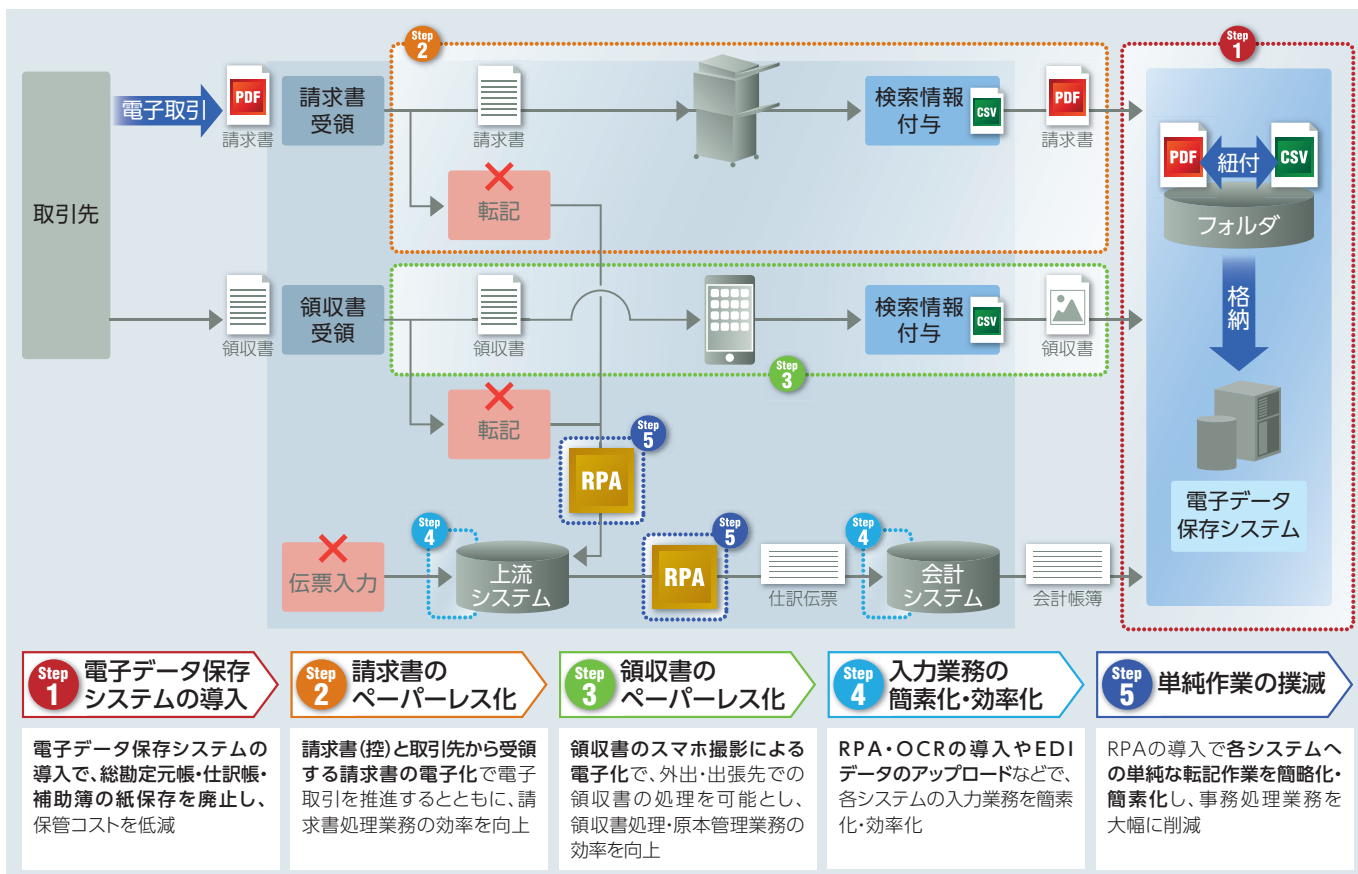 Step
2
Step
1
電子取引
PDF
請求書
請求書
受領
請求書
検索情報
付与
CSV
PDF
請求書
PDF
紐付
CSV
フォルダ
転記
取引先
格納
領収書
領収書
受領
領収書
検索情報
付与
CSV
領収書
Step
3
転記
Step
5
RPA
電子データ
保存システム
Step
4
Step
5
Step
4
伝票入力
上流
システム
RPA
仕訳伝票
会計
システム
会計帳簿
Step
1
電子データ保存
システムの導入
電子データ保存システムの
導入で、総勘定元帳・仕訳帳・
補助簿の紙保存を廃止し、
保管コストを低減
Step
2
請求書の
ペーパーレス化
請求書(控)と取引先から受領
する請求書の電子化で電子
取引を推進するとともに、請
求書処理業務の効率を向上
Step
3
領収書の
ペーパーレス化
領収書のスマホ撮影による
電子化で、外出・出張先での
領収書の処理を可能とし、
領収書処理・原本管理業務の
効率を向上
Step
4
入力業務の
簡素化・効率化
RPA・OCRの導入やEDI
データのアップロードなどで、
各システムの入力業務を簡素
化・効率化
Step
5
単純作業の撲滅
RPAの導入で各システムへ
の単純な転記作業を簡略化・
簡素化し、事務処理業務を
大幅に削減